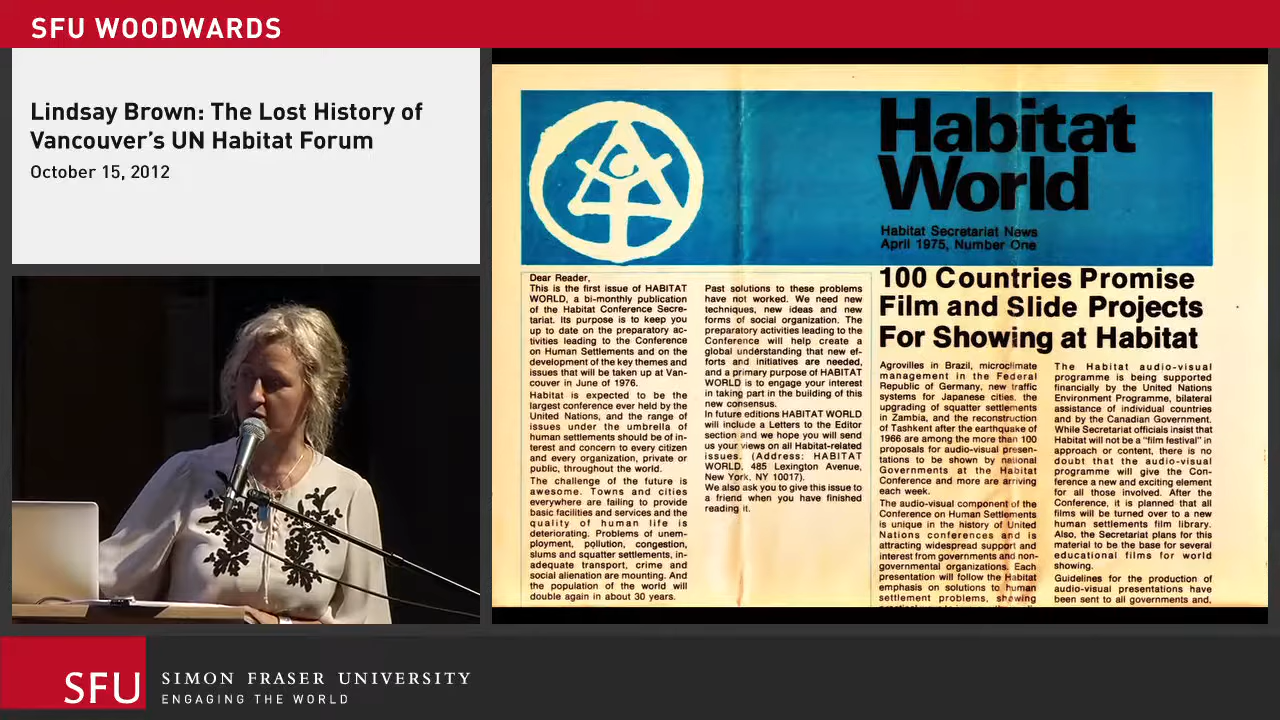 SFU WOODWARDS
Lindsay Brown: The Lost History of
Vancouver's UN Habitat Forum
October 15, 2012
Habitat
World
Habitat Secretariat News
April 1975, Number One
Dear Reader,
This is the first issue of HABITAT
WORLD, a bi-monthly publication
of the Habitat Conference Secre-
tariat. Its purpose is to keep you
up to date on the preparatory ac-
tivities leading to the Conference
on Human Settlements and on the
development of the key themes and
issues that will be taken up at Van-
couver in June of 1976.
Habitat is expected to be the
largest conference ever held by the
United Nations, and the range of
issues under the umbrella of
human settlements should be of in-
terest and concern to every citizen
and every organization, private or
public, throughout the world.
The challenge of the future is
awesome. Towns and cities
everywhere are failing to provide
basic facilities and services and the
quality of human life is
deteriorating. Problems of unem-
ployment, pollution, congestion,
slums and squatter settlements, in-
adequate transport, crime and
social alienation are mounting. And
the population of the world will
double again in about 30 years.
Past solutions to these problems
have not worked. We need new
techniques, new ideas and new
forms of social organization. The
preparatory activities leading to the
Conference will help create a
global understanding that new ef-
forts and initiatives are needed,
and a primary purpose of HABITAT
WORLD is to engage your interest
in taking part in the building of this
new consensus.
In future editions HABITAT WORLD
will include a Letters to the Editor
section and we hope you will send
us your views on all Habitat-related
issues. (Address: HABITAT
WORLD, 485 Lexington Avenue,
New York, NY 10017).
We also ask you to give this issue to
a friend when you have finished
reading it.
100 Countries Promise
Film and Slide Projects
For Showing at Habitat
Agrovilles in Brazil, microclimate
management in the Federal
Republic of Germany, new traffic
systems for Japanese cities, the
upgrading of squatter settlements
in Zambia, and the reconstruction
of Tashkent after the earthquake of
1966 are among the more than 100
proposals for audio-visual presen-
tations to be shown by national
Governments at the Habitat
Conference and more are arriving
each week.
The audio-visual component of the
Conference on Human Settlements
is unique in the history of United
Nations conferences and is
attracting widespread support and
interest from governments and non-
governmental organizations. Each
presentation will follow the Habitat
emphasis on solutions to human
settlement problems, showing
The Habitat audio-visual
programme is being supported
financially by the United Nations
Environment Programme, bilateral
assistance of individual countries
and by the Canadian Government.
While Secretariat officials insist that
Habitat will not be a "film festival" in
approach or content, there is no
doubt that the audio-visual
programme will give the Con-
ference a new and exciting element
for all those involved. After the
Conference, it is planned that all
films will be turned over to a new
human settlements film library.
Also, the Secretariat plans for this
material to be the base for several
educational films for world
showing.
Guidelines for the production of
audio-visual presentations have
been sent to all governments and,
SFU
SIMON FRASER UNIVERSITY
ENGAGING THE WORLD